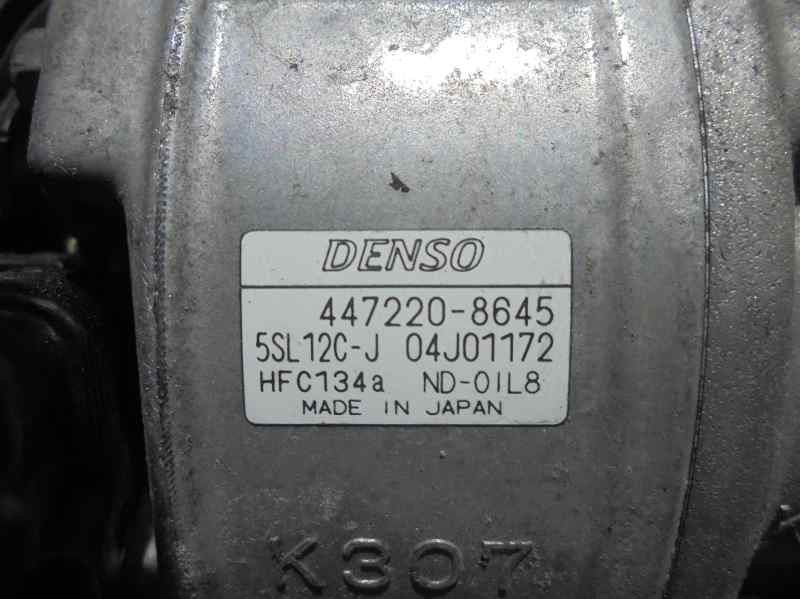 DENSO
447220-8645
5SL12C-J 04J01172
HFC134a ND-OIL8
MADE IN JAPAN
K307